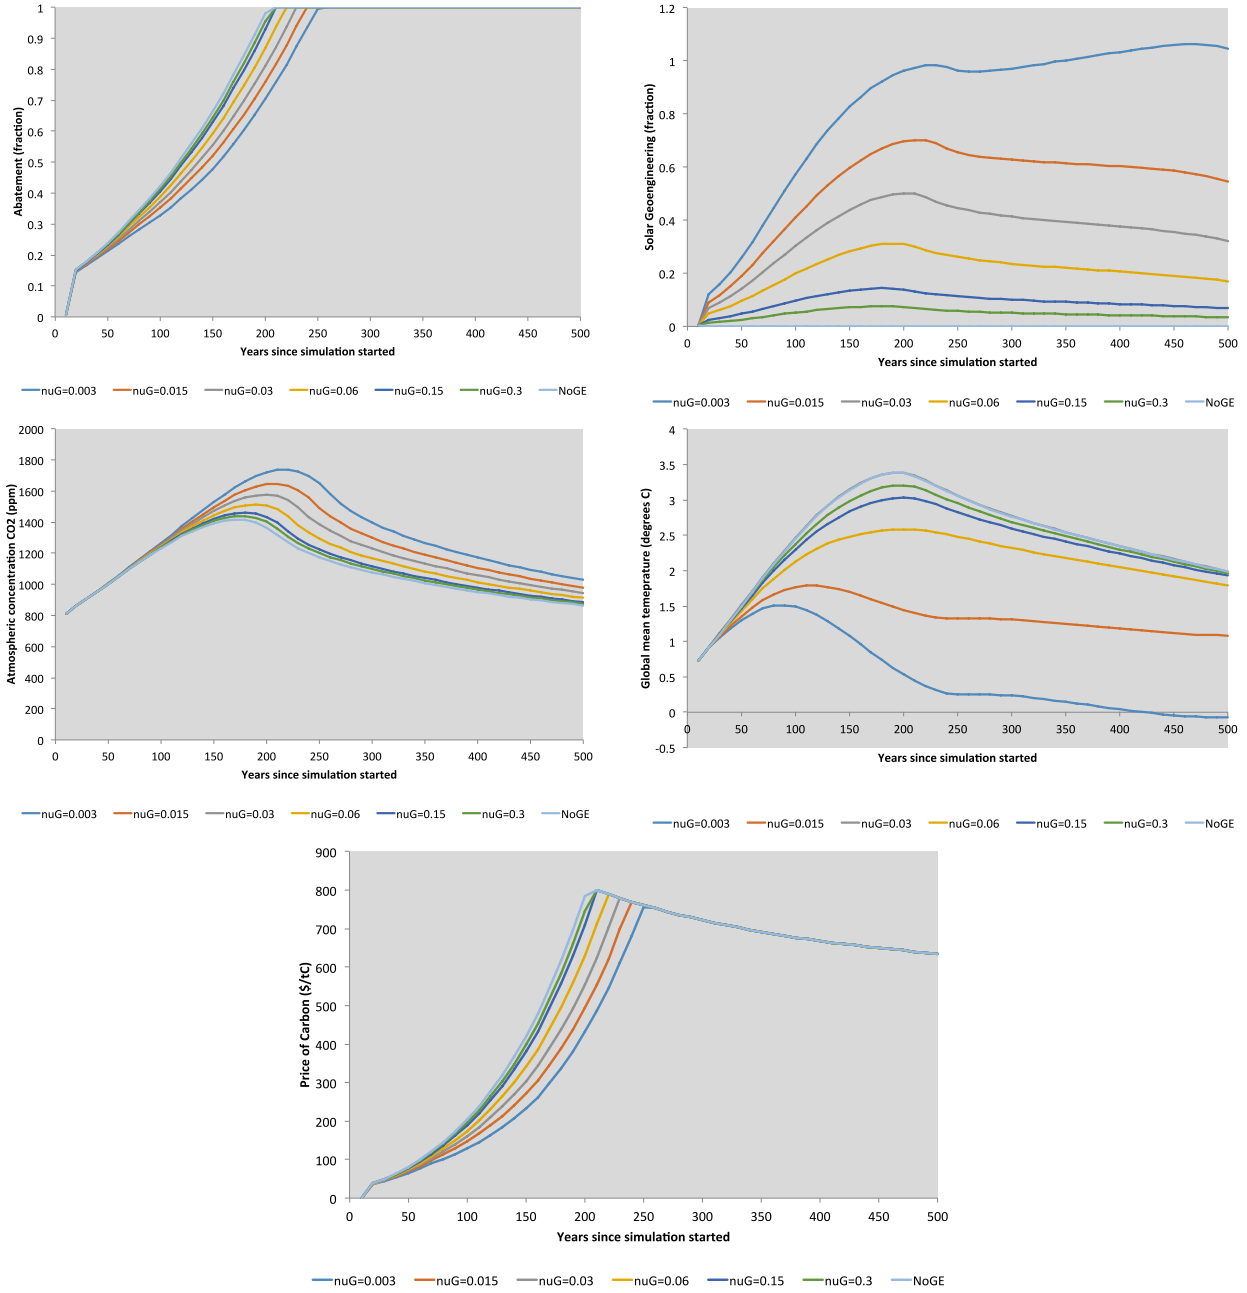 1
0.9
0.8
0.7
0.6
0.5
0.4
0.3
0.2
0.1
0
Abatement (fraction)
0 50 100 150 200 250 300 350 400 450 500
Years since simulation started
nuG=0.003 nuG=0.015 nuG=0.03 nuG=0.06 nuG=0.15 nuG=0.3 NoGE
1.2
1
0.8
0.6
0.4
0.2
0
Solar Geoengineering (fraction)
0 50 100 150 200 250 300 350 400 450 500
Years since simulation started
nuG=0.003 nuG=0.015 nuG=0.03 nuG=0.06 nuG=0.15 nuG=0.3 NoGE
2000
1800
1600
1400
1200
1000
800
600
400
200
0
Atmospheric concentration CO2 (ppm)
0 50 100 150 200 250 300 350 400 450 500
Years since simulation started
nuG=0.003 nuG=0.015 nuG=0.03 nuG=0.06 nuG=0.15 nuG=0.3 NoGE
4
3.5
3
2.5
2
1.5
1
0.5
0
-0.5
Global mean temeprature (degrees C)
0 50 100 150 200 250 300 350 400 450 500
Years since simulation started
nuG=0.003 nuG=0.015 nuG=0.03 nuG=0.06 nuG=0.15 nuG=0.3 NoGE
900
800
700
600
500
400
300
200
100
0
Price of Carbon ($/tC)
0 50 100 150 200 250 300 350 400 450 500
Years since simulation started
nuG=0.003 nuG=0.015 nuG=0.03 nuG=0.06 nuG=0.15 nuG=0.3 NoGE